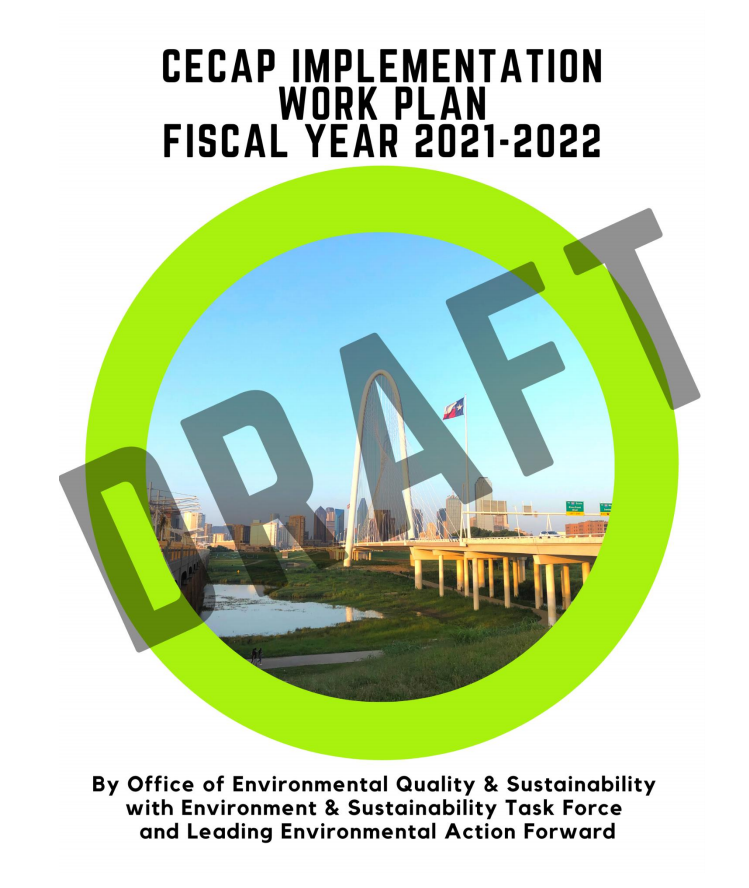 CECAP IMPLEMENTATION
WORK PLAN
FISCAL YEAR 2021-2022
DRAFT
By Office of Environmental Quality & Sustainability
with Environment & Sustainability Task Force
and Leading Environmental Action Forward